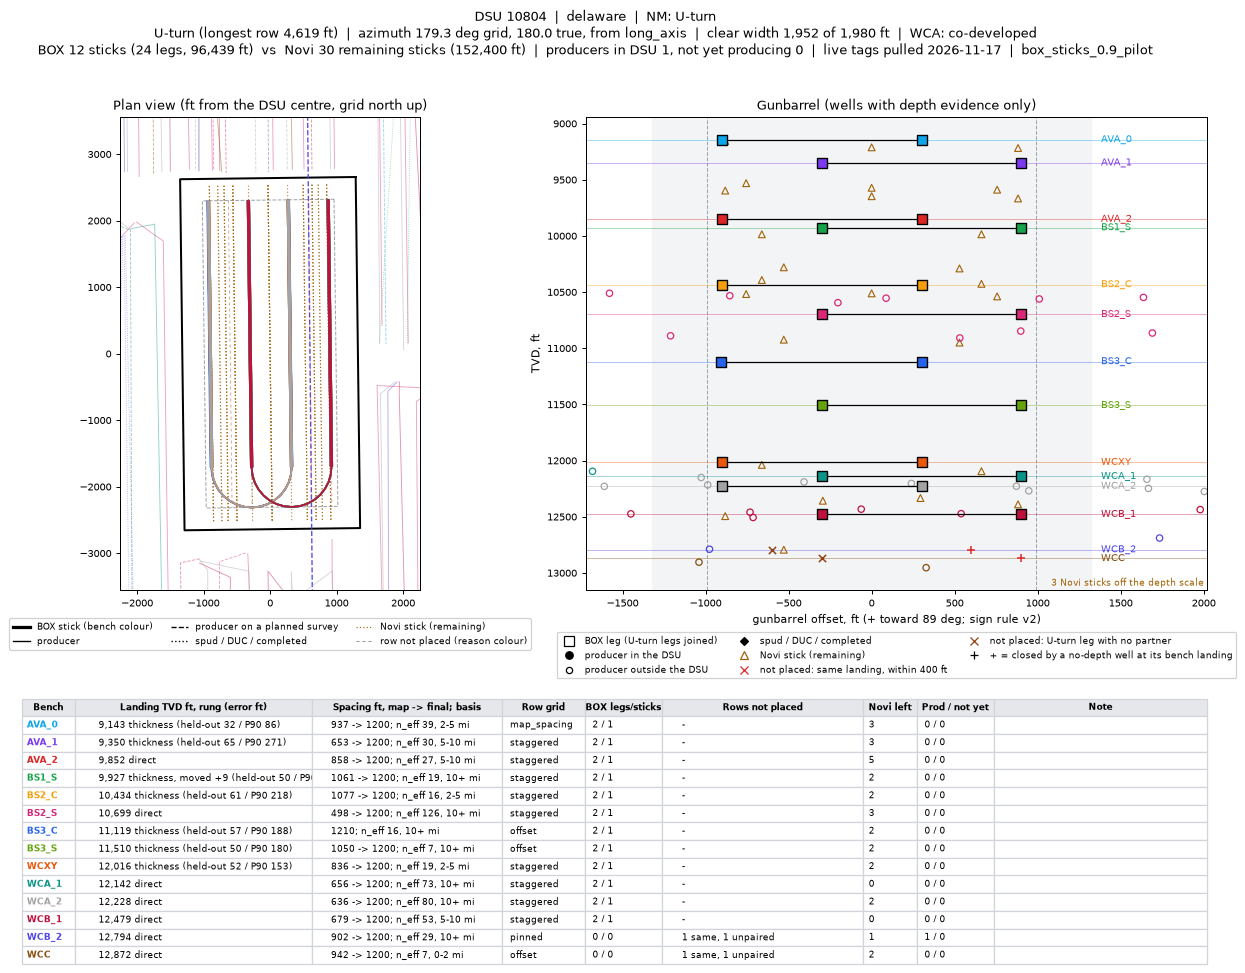 DSU 10804 | delaware | NM: U-turn
U-turn (longest row 4,619 ft) | azimuth 179.3 deg grid, 180.0 true, from long_axis | clear width 1,952 of 1,980 ft | WCA: co-developed
BOX 12 sticks (24 legs, 96,439 ft) vs Novi 30 remaining sticks (152,400 ft) | producers in DSU 1, not yet producing 0 | live tags pulled 2026-11-17 | box_sticks_0.9_pilot
Plan view (ft from the DSU centre, grid north up)
3000
2000
1000
0
−1000
−2000
−3000
−2000 −1000 0 1000 2000
BOX stick (bench colour)
producer
producer on a planned survey
spud / DUC / completed
Novi stick (remaining)
row not placed (reason colour)
Gunbarrel (wells with depth evidence only)
TVD, ft
9000
9500
10000
10500
11000
11500
12000
12500
13000
AVA_0
AVA_1
AVA_2
BS1_S
BS2_C
BS2_S
BS3_C
BS3_S
WCXY
WCA_1
WCA_2
WCB_1
WCB_2
WCC
3 Novi sticks off the depth scale
−1500 −1000 −500 0 500 1000 1500 2000
gunbarrel offset, ft (+ toward 89 deg; sign rule v2)
BOX leg (U-turn legs joined)
producer in the DSU
producer outside the DSU
spud / DUC / completed
Novi stick (remaining)
not placed: same landing, within 400 ft
not placed: U-turn leg with no partner
+ = closed by a no-depth well at its bench landing
Bench Landing TVD ft, rung (error ft) Spacing ft, map -> final; basis Row grid BOX legs/sticks Rows not placed Novi left Prod / not yet Note
AVA_0 9,143 thickness (held-out 32 / P90 86) 937 -> 1200; n_eff 39, 2-5 mi map_spacing 2 / 1 - 3 0 / 0
AVA_1 9,350 thickness (held-out 65 / P90 271) 653 -> 1200; n_eff 30, 5-10 mi staggered 2 / 1 - 3 0 / 0
AVA_2 9,852 direct 858 -> 1200; n_eff 27, 5-10 mi staggered 2 / 1 - 5 0 / 0
BS1_S 9,927 thickness, moved +9 (held-out 50 / P9 1061 -> 1200; n_eff 19, 10+ mi staggered 2 / 1 - 2 0 / 0
BS2_C 10,434 thickness (held-out 61 / P90 218) 1077 -> 1200; n_eff 16, 2-5 mi staggered 2 / 1 - 2 0 / 0
BS2_S 10,699 direct 498 -> 1200; n_eff 126, 10+ mi staggered 2 / 1 - 3 0 / 0
BS3_C 11,119 thickness (held-out 57 / P90 188) 1210; n_eff 16, 10+ mi offset 2 / 1 - 2 0 / 0
BS3_S 11,510 thickness (held-out 50 / P90 180) 1050 -> 1200; n_eff 7, 10+ mi offset 2 / 1 - 2 0 / 0
WCXY 12,016 thickness (held-out 52 / P90 153) 836 -> 1200; n_eff 19, 2-5 mi staggered 2 / 1 - 2 0 / 0
WCA_1 12,142 direct 656 -> 1200; n_eff 73, 10+ mi staggered 2 / 1 - 0 0 / 0
WCA_2 12,228 direct 636 -> 1200; n_eff 80, 10+ mi staggered 2 / 1 - 2 0 / 0
WCB_1 12,479 direct 679 -> 1200; n_eff 53, 5-10 mi staggered 2 / 1 - 0 0 / 0
WCB_2 12,794 direct 902 -> 1200; n_eff 29, 10+ mi pinned 0 / 0 1 same, 1 unpaired 1 1 / 0
WCC 12,872 direct 942 -> 1200; n_eff 7, 0-2 mi offset 0 / 0 1 same, 1 unpaired 2 0 / 0